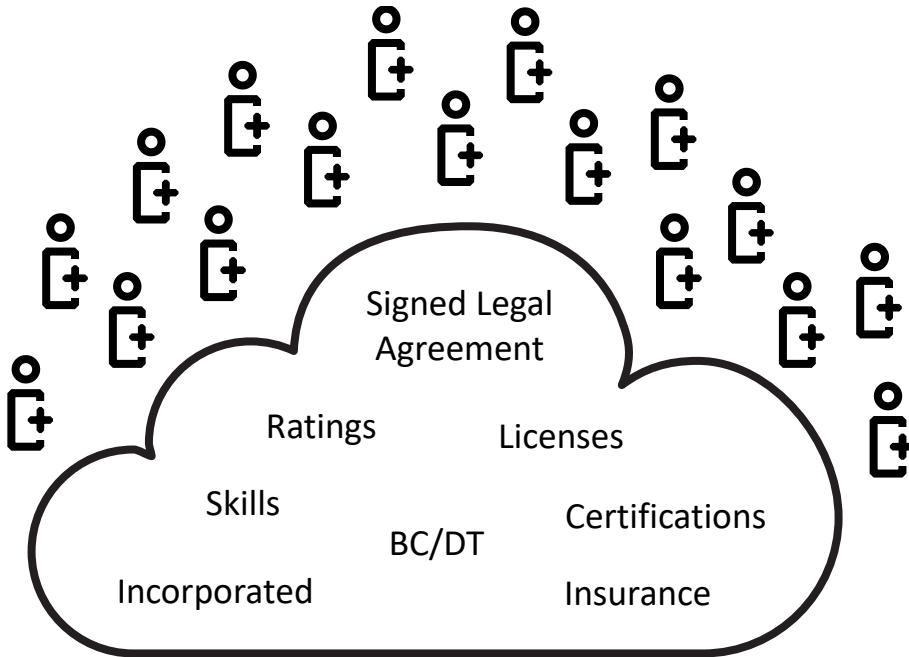 Signed Legal
Agreement
Ratings
Licenses
Skills
Certifications
BC/DT
Incorporated
Insurance